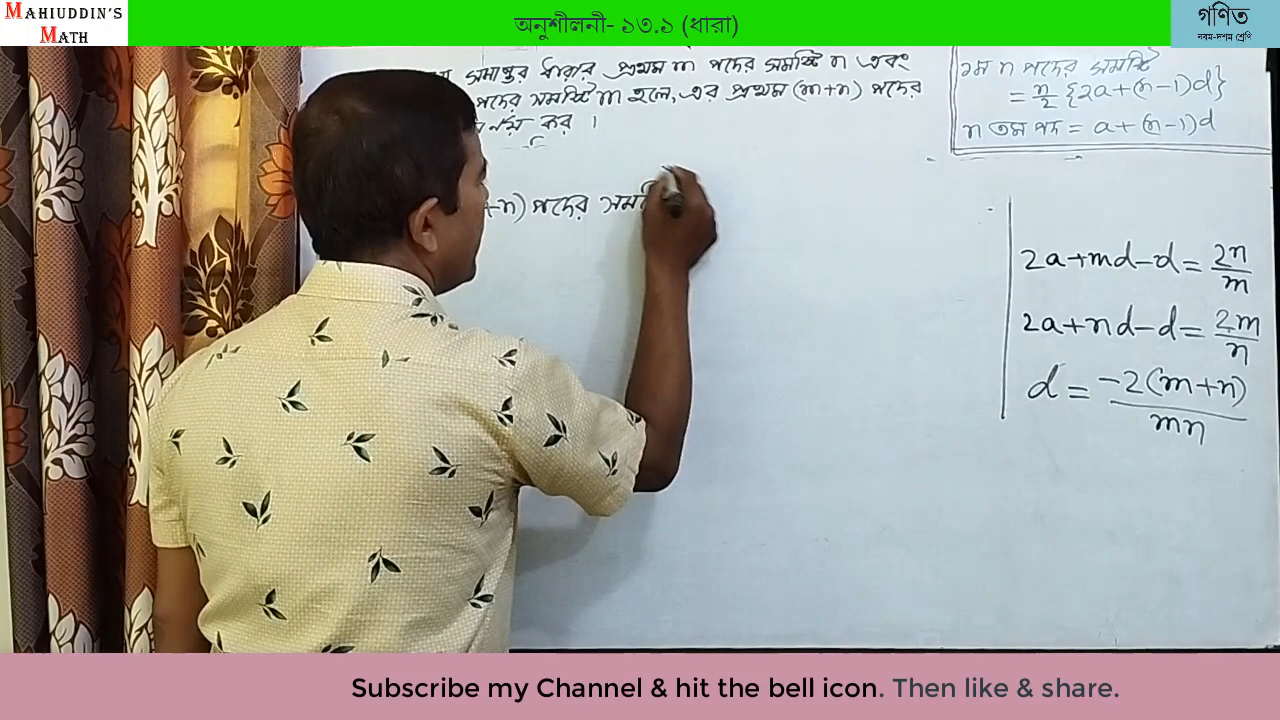 MAHIUDDIN'S
MATH
অনুশীলনী- ১৩.১ (ধারা)
গণিত
নবম-দশম শ্রেণি
সমান্তর ধারার প্রথম m পদের সমষ্টি n এবং
পদের সমষ্টি m হলে, এর প্রথম (m+n) পদের
কর ।
১ম n পদের সমষ্টি
= n/2 {2a+(n-1)d}
n তম পদ = a+(n-1)d
+n) পদের
2a+md-d = 2n/m
2a+nd-d = 2m/n
d = -2(m+n)/mn
Subscribe my Channel & hit the bell icon. Then like & share.